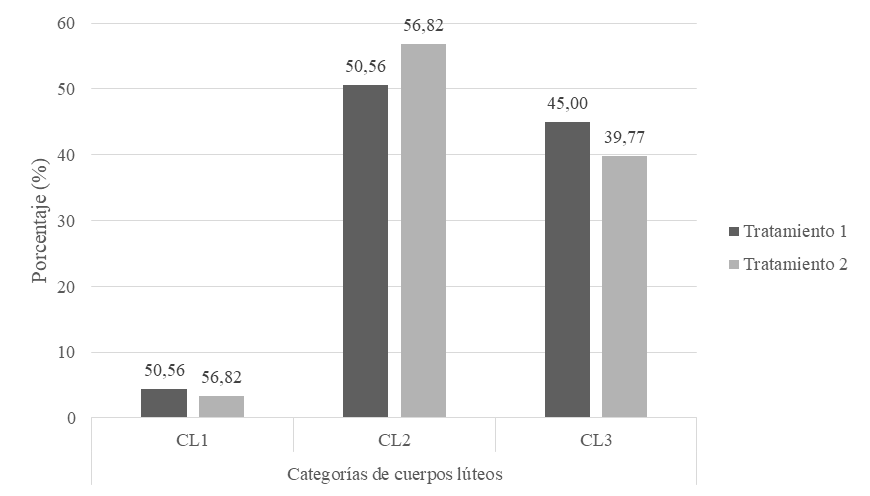 60
50
40
30
20
10
0
Porcentaje (%)
50,56
56,82
50,56
56,82
45,00
39,77
CL1
CL2
CL3
Categorías de cuerpos lúteos
Tratamiento 1
Tratamiento 2